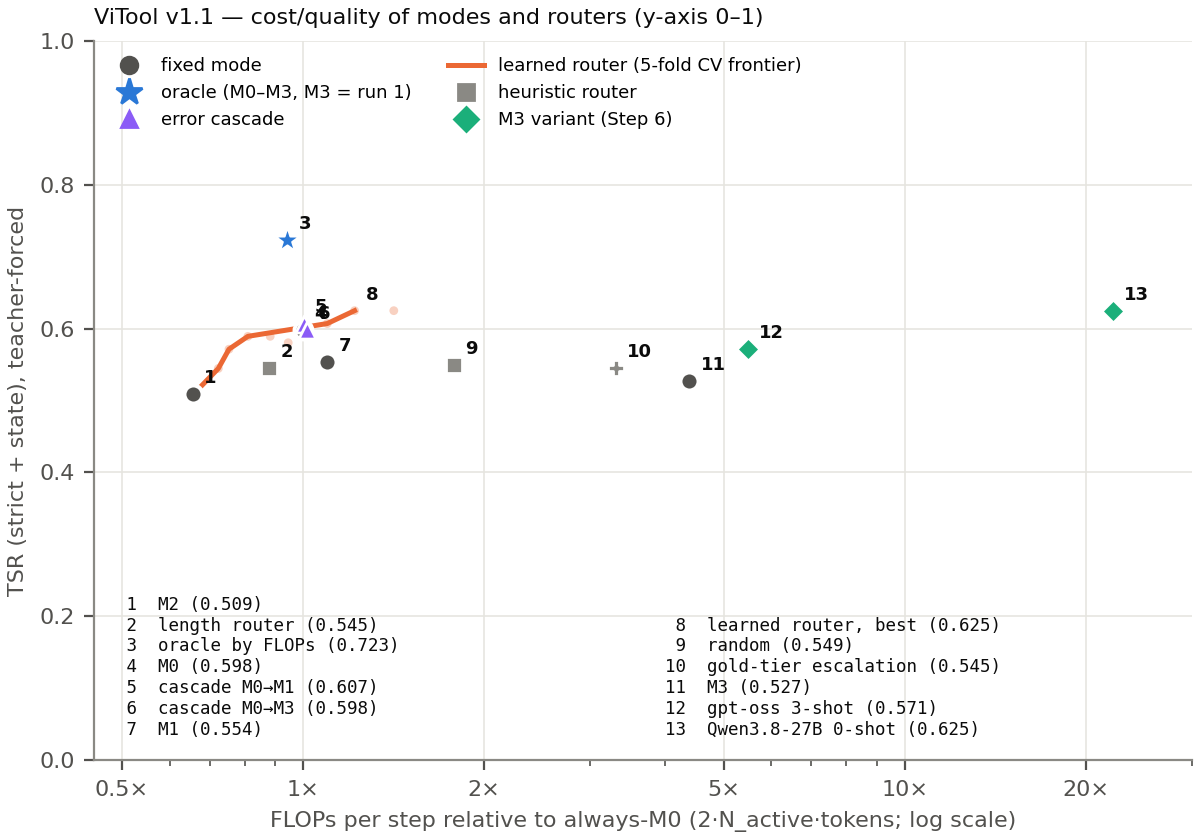 ViTool v1.1 — cost/quality of modes and routers (y-axis 0–1)
fixed mode
oracle (M0–M3, M3 = run 1)
error cascade
learned router (5-fold CV frontier)
heuristic router
M3 variant (Step 6)
TSR (strict + state), teacher-forced
1.0
0.8
0.6
0.4
0.2
0.0
3
5
4
6
8
7
2
1
9
10
11
12
13
1 M2 (0.509)
2 length router (0.545)
3 oracle by FLOPs (0.723)
4 M0 (0.598)
5 cascade M0→M1 (0.607)
6 cascade M0→M3 (0.598)
7 M1 (0.554)
8 learned router, best (0.625)
9 random (0.549)
10 gold-tier escalation (0.545)
11 M3 (0.527)
12 gpt-oss 3-shot (0.571)
13 Qwen3.8-27B 0-shot (0.625)
0.5× 1× 2× 5× 10× 20×
FLOPs per step relative to always-M0 (2·N_active·tokens; log scale)